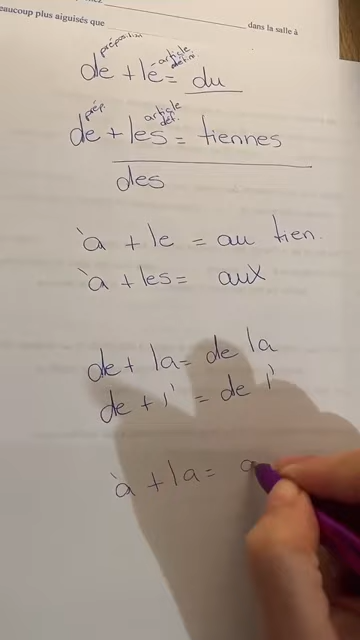 beaucoup plus aiguisés que dans la salle à
préposition article défini
de + le = du
prép. article déf.
de + les = tiennes
des
à + le = au tien.
à + les = aux
de + la = de la
de + l' = de l'
à + la = a